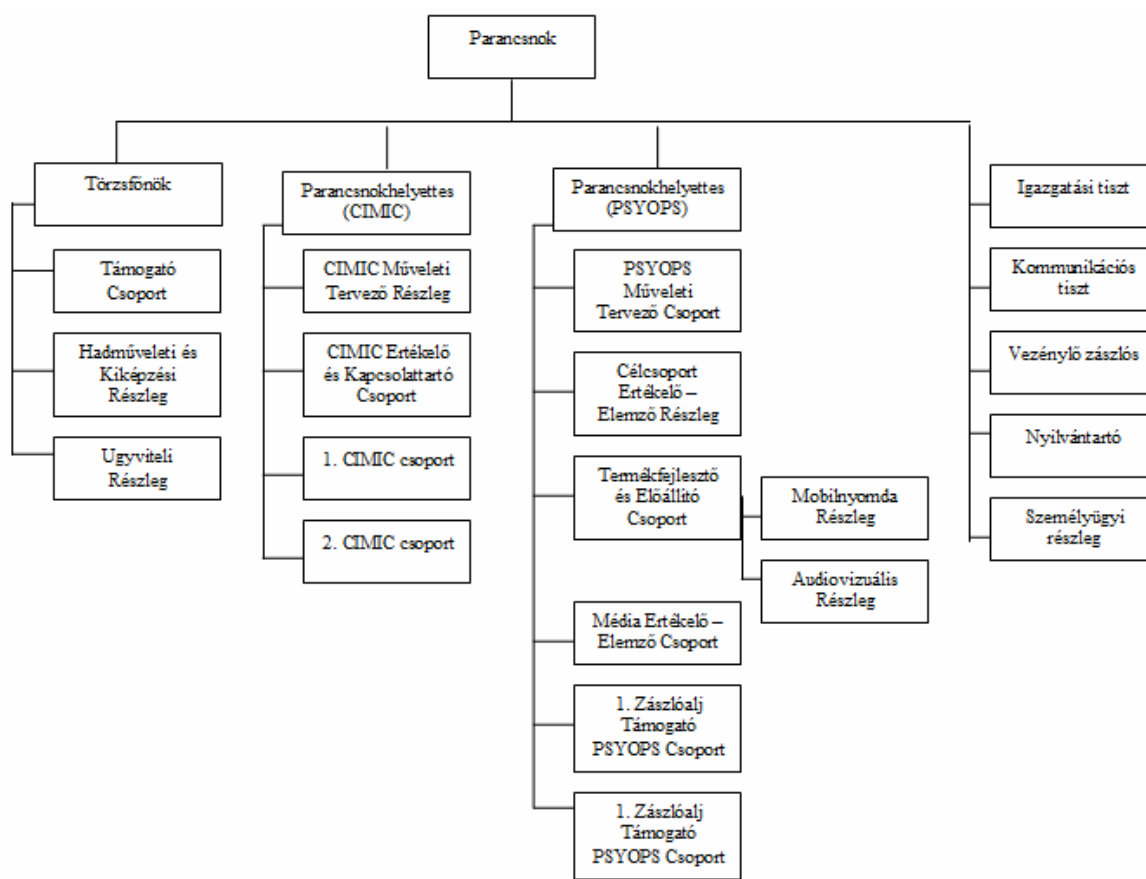 Parancsnok
Törzsfőnök
Támogató
Csoport
Hadműveleti és
Kiképzési
Részleg
Ugyviteli
Részleg
Parancsnokhelyettes
(CIMIC)
CIMIC Műveleti
Tervező Részleg
CIMIC Ertékelő
és Kapcsolattartó
Csoport
1. CIMIC csoport
2. CIMIC csoport
Parancsnokhelyettes
(PSYOPS)
PSYOPS
Műveleti
Tervező Csoport
Célcsoport
Ertékelő –
Elemző Részleg
Termékfejlesztő
és Előállító
Csoport
Mobilnyomda
Részleg
Audiovizuális
Részleg
Média Ertékelő –
Elemző Csoport
1. Zászlóalj
Támogató
PSYOPS Csoport
1. Zászlóalj
Támogató
PSYOPS Csoport
Igazgatási tiszt
Kommunikációs
tiszt
Vezénylő zászlós
Nyilvántartó
Személyügyi
részleg